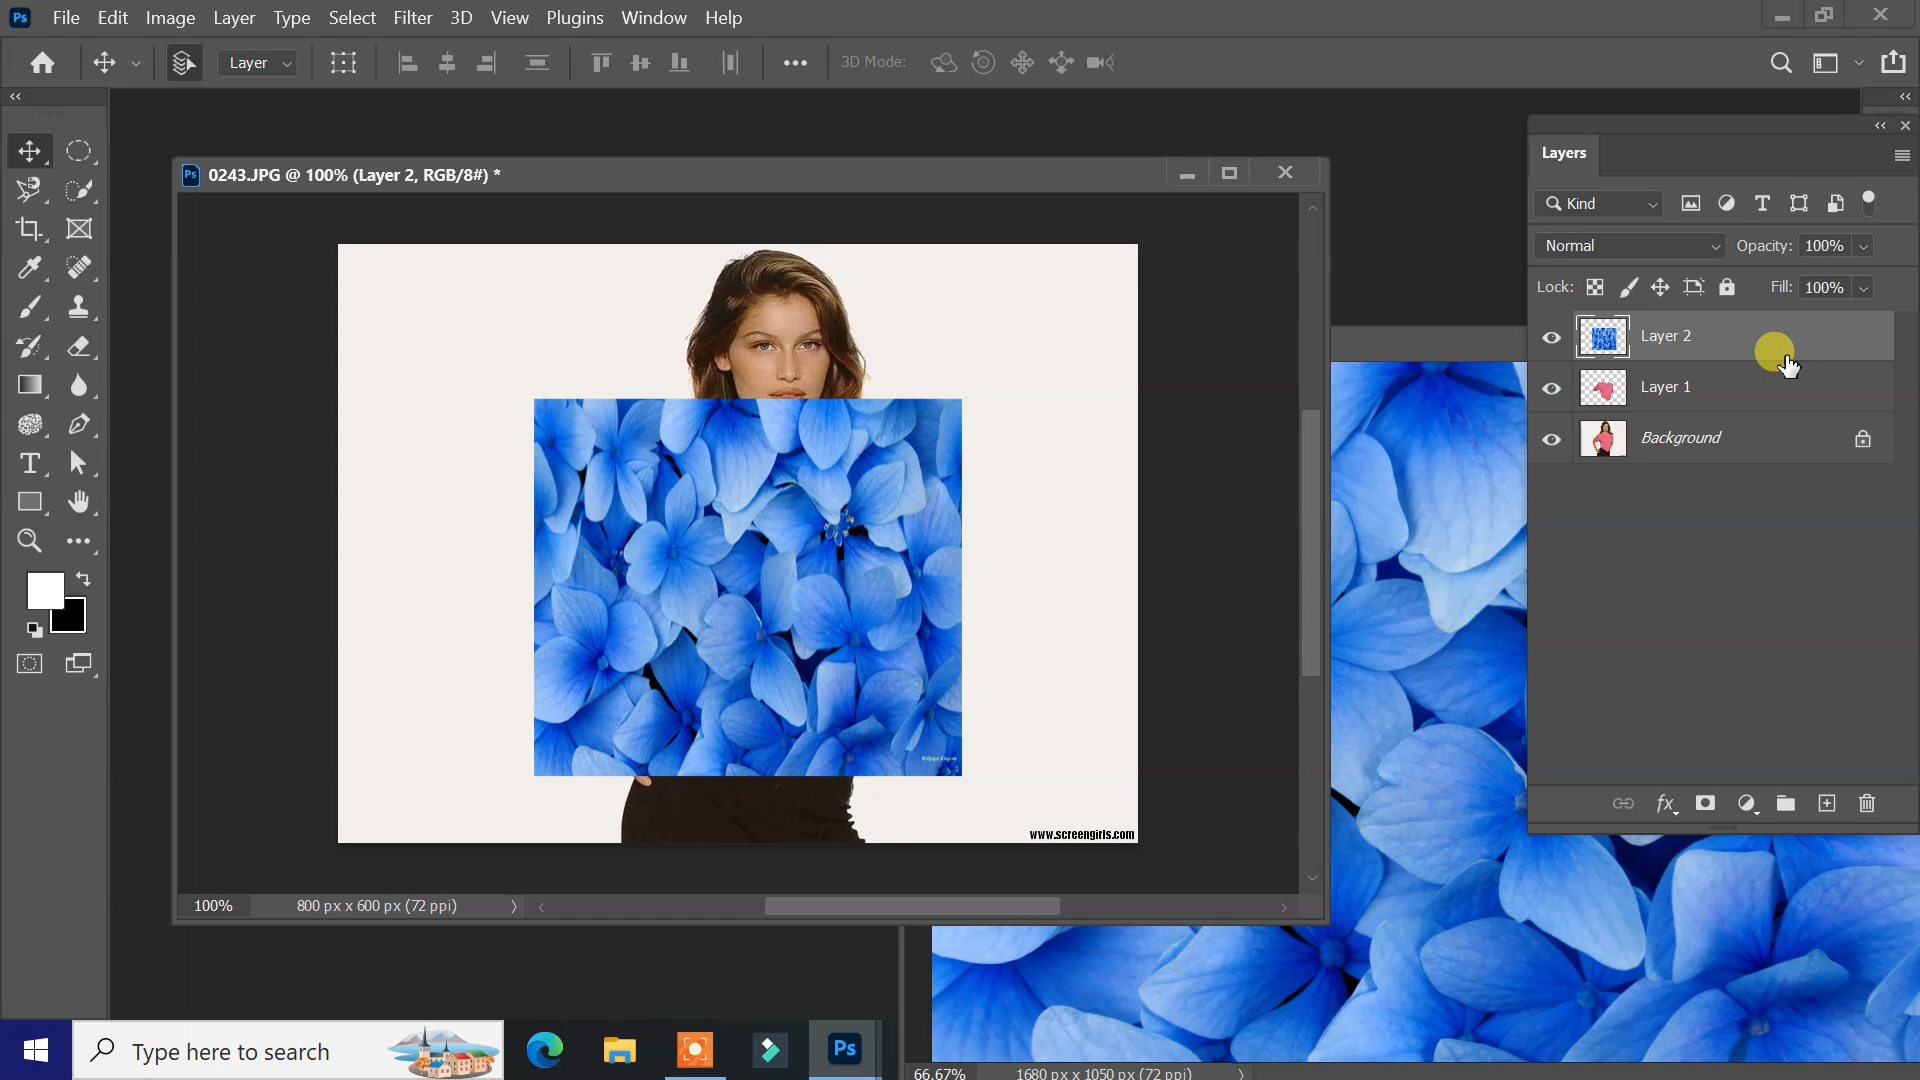 Ps File Edit Image Layer Type Select Filter 3D View Plugins Window Help
Layer 3D Mode:
Ps 0243.JPG @ 100% (Layer 2, RGB/8#) *
Layers
Kind
Normal Opacity: 100%
Lock: Fill: 100%
Layer 2
Layer 1
Background
www.screengirls.com
100% 800 px x 600 px (72 ppi)
Type here to search
Ps
66.67% 1680 px x 1050 px (72 ppi)